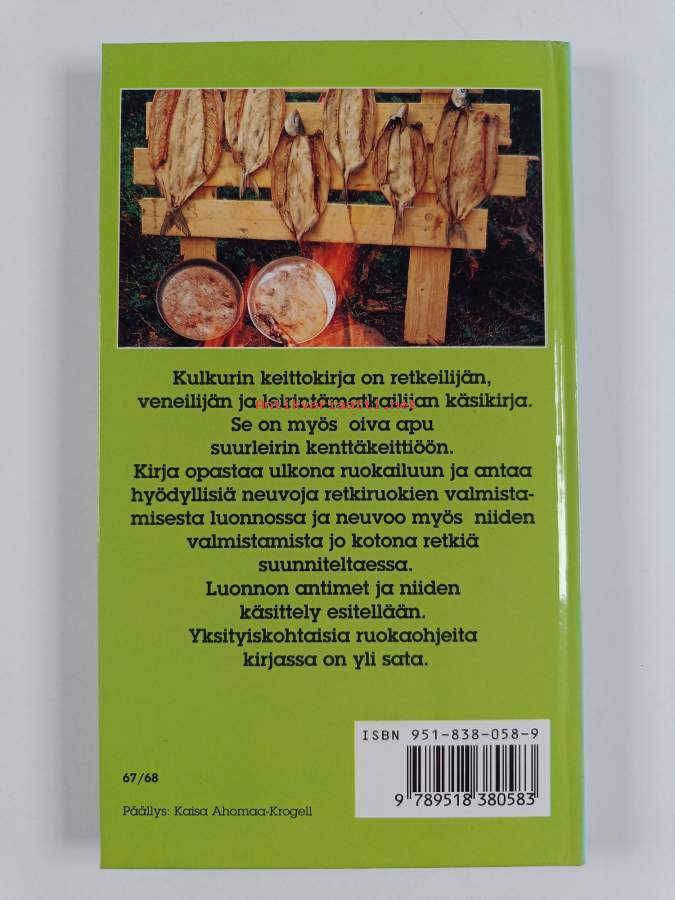 Kulkurin keittokirja on retkeilijän,
veneilijän ja leirintämatkailijan käsikirja.
Antikvariaatti.net
Se on myös oiva apu
suurleirin kenttäkeittiöön.
Kirja opastaa ulkona ruokailuun ja antaa
hyödyllisiä neuvoja retkiruokien valmista-
misesta luonnossa ja neuvoo myös niiden
valmistamista jo kotona retkiä
suunniteltaessa.
Luonnon antimet ja niiden
käsittely esitellään.
Yksityiskohtaisia ruokaohjeita
kirjassa on yli sata.
ISBN 951-838-058-9
9 789518 380583
67/68
Päällys: Kaisa Ahomaa-Krogell